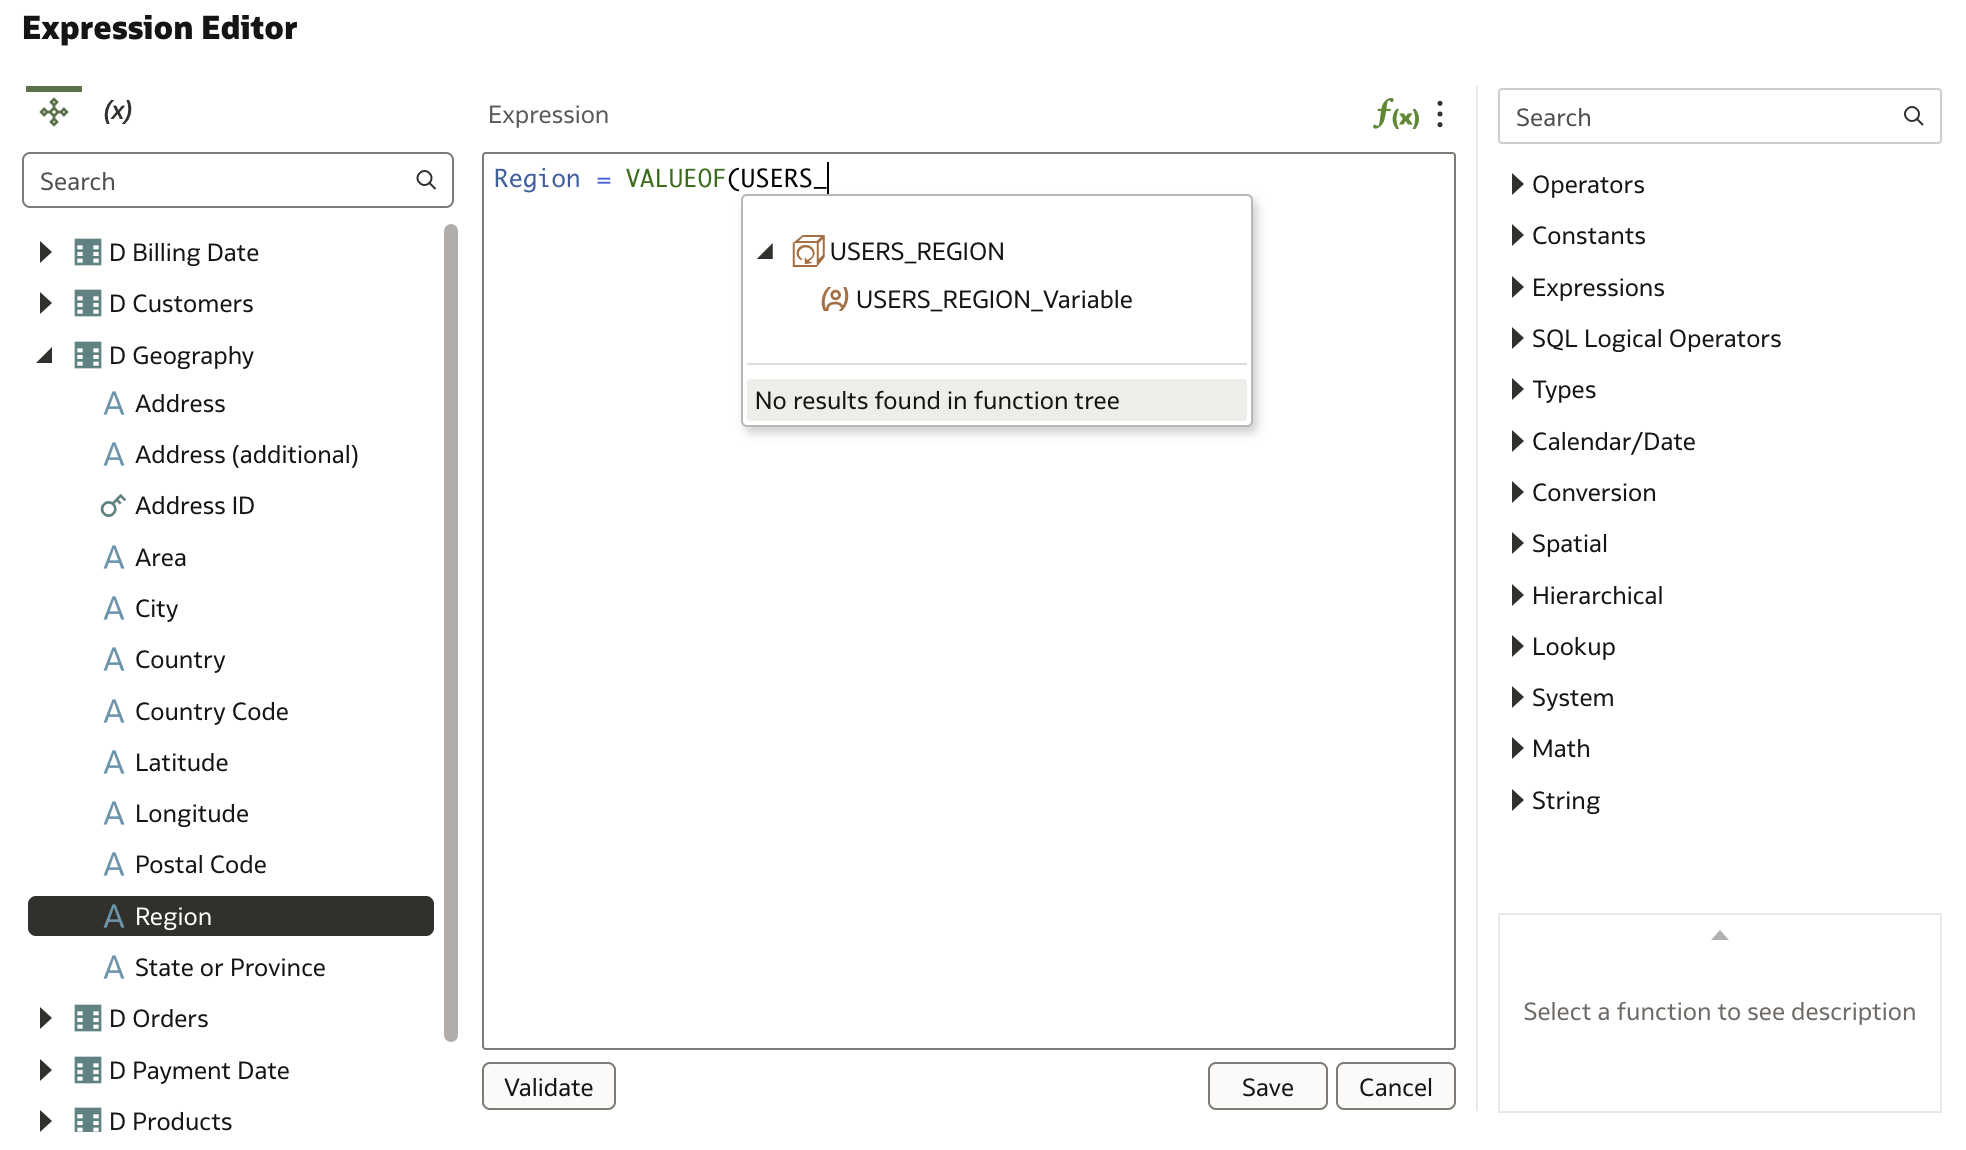 Expression Editor
(x)
Search
D Billing Date
D Customers
D Geography
Address
Address (additional)
Address ID
Area
City
Country
Country Code
Latitude
Longitude
Postal Code
Region
State or Province
D Orders
D Payment Date
D Products
Expression
f(x)
Region = VALUEOF(USERS_
USERS_REGION
USERS_REGION_Variable
No results found in function tree
Validate
Save
Cancel
Search
Operators
Constants
Expressions
SQL Logical Operators
Types
Calendar/Date
Conversion
Spatial
Hierarchical
Lookup
System
Math
String
Select a function to see description